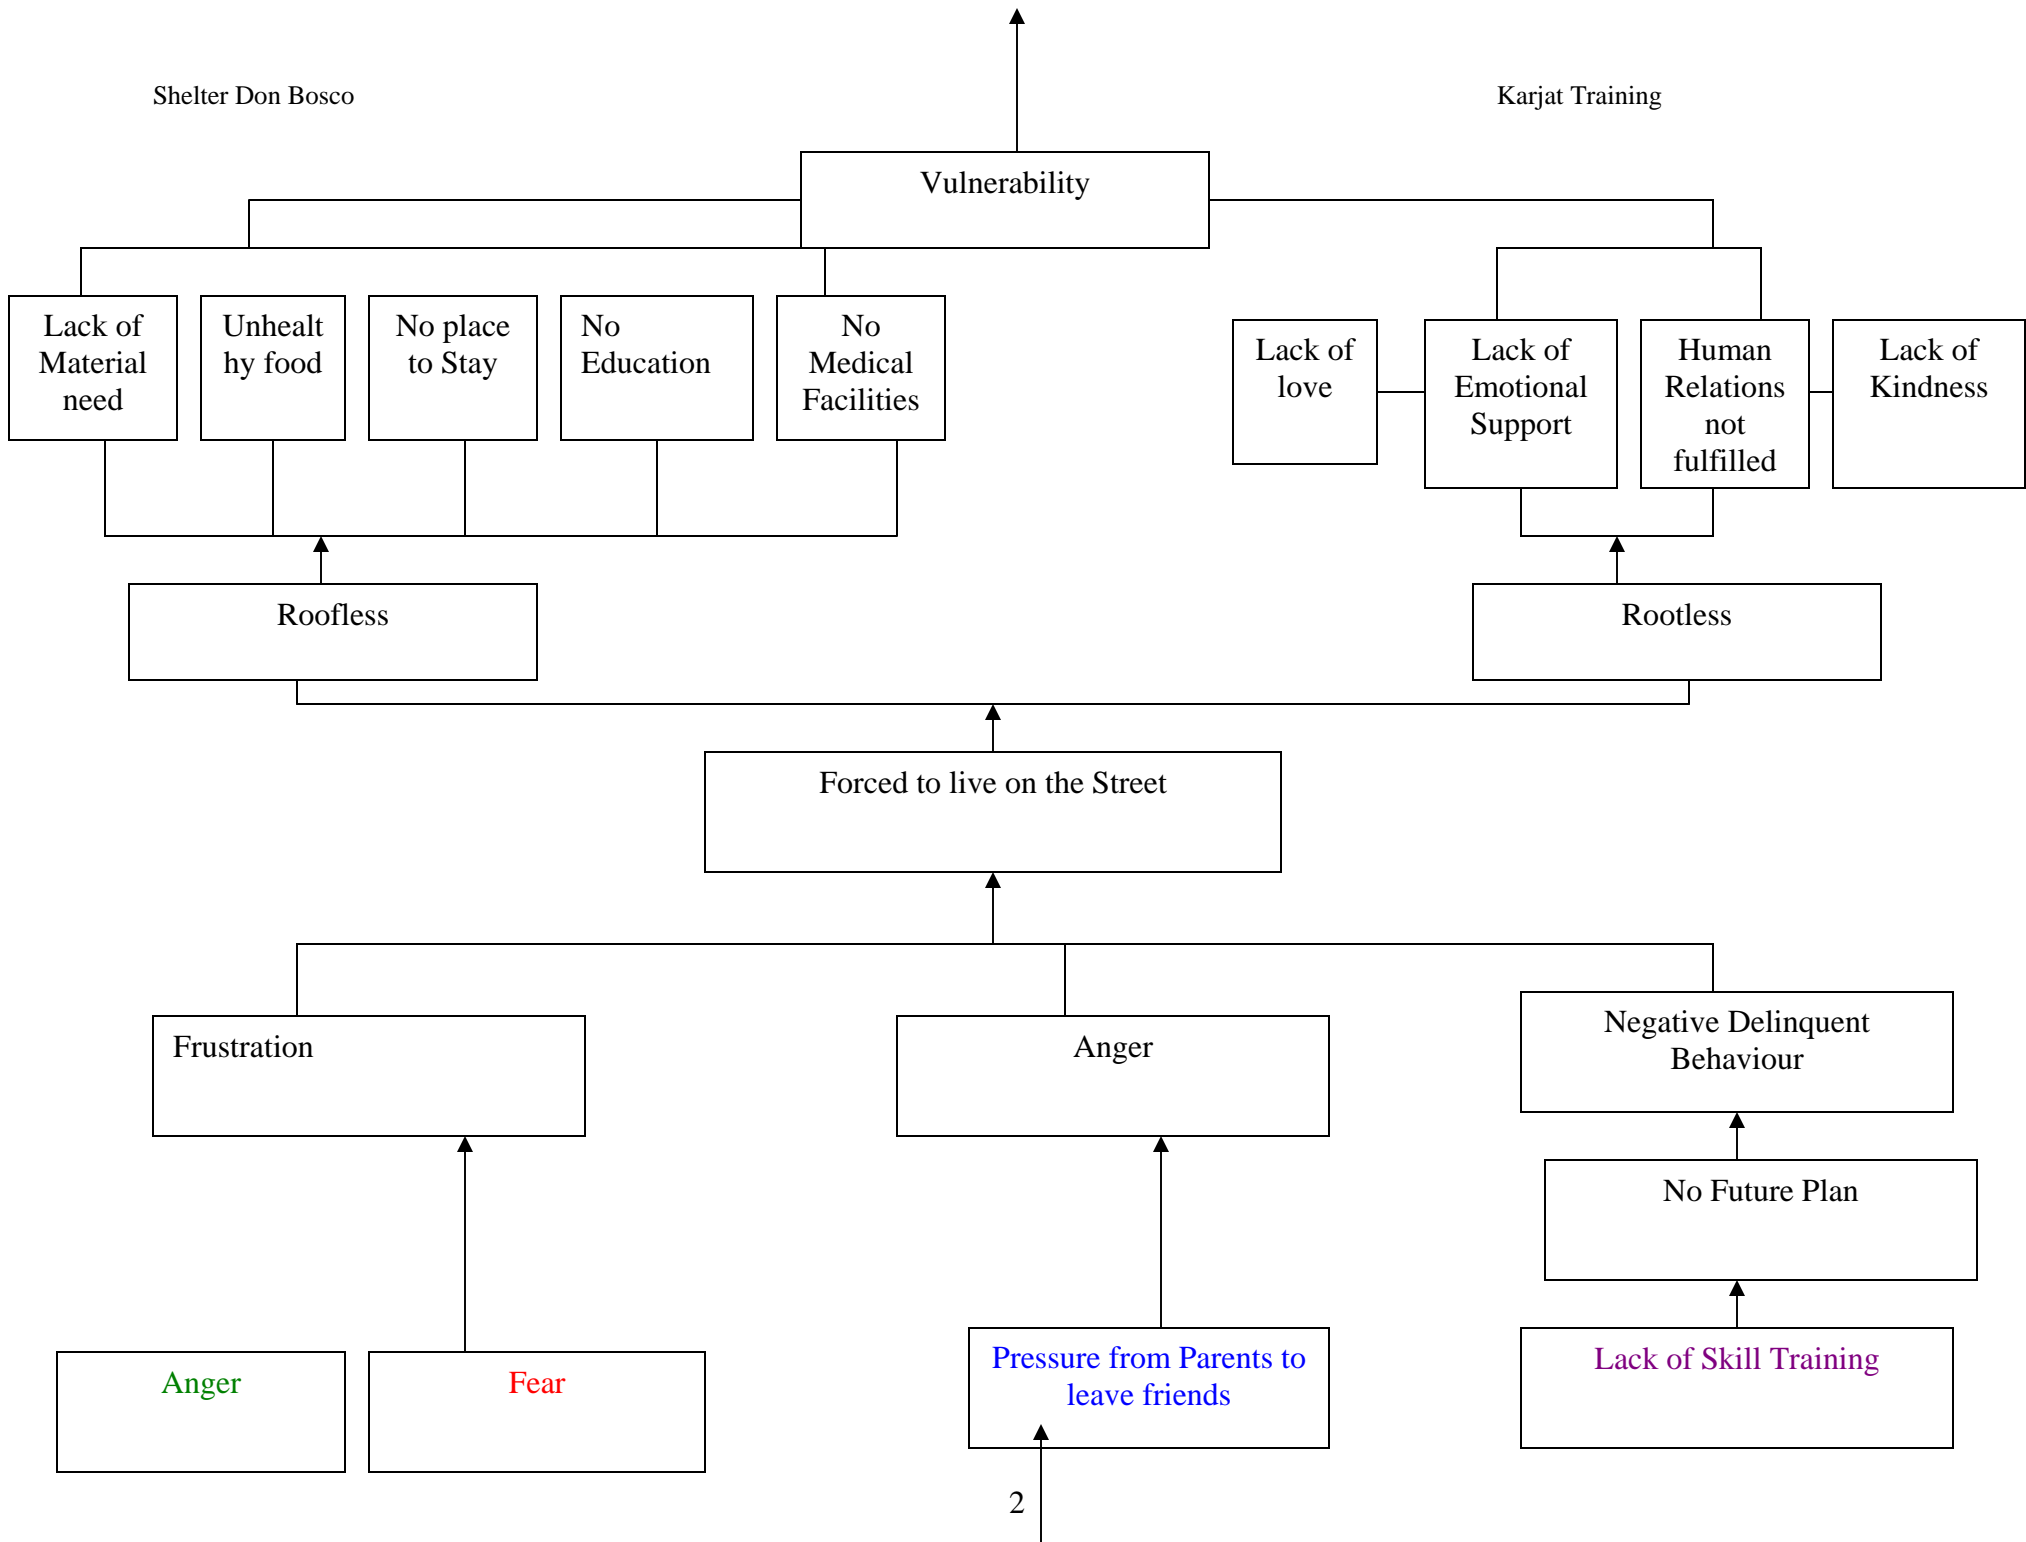 Shelter Don Bosco
Karjat Training
Vulnerability
Lack of
Material
need
Unhealt
hy food
No place
to Stay
No
Education
No
Medical
Facilities
Lack of
love
Lack of
Emotional
Support
Human
Relations
not
fulfilled
Lack of
Kindness
Roofless
Rootless
Forced to live on the Street
Frustration
Anger
Negative Delinquent
Behaviour
No Future Plan
Anger
Fear
Pressure from Parents to
leave friends
Lack of Skill Training
2